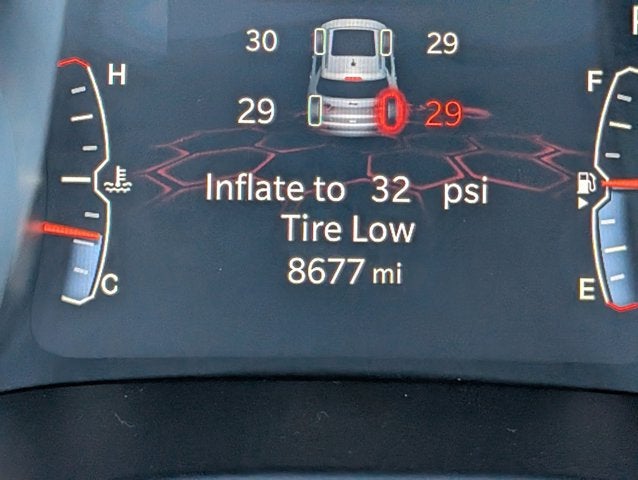 30 29
H
F
29 29
Inflate to 32 psi
Tire Low
8677 mi
C
E